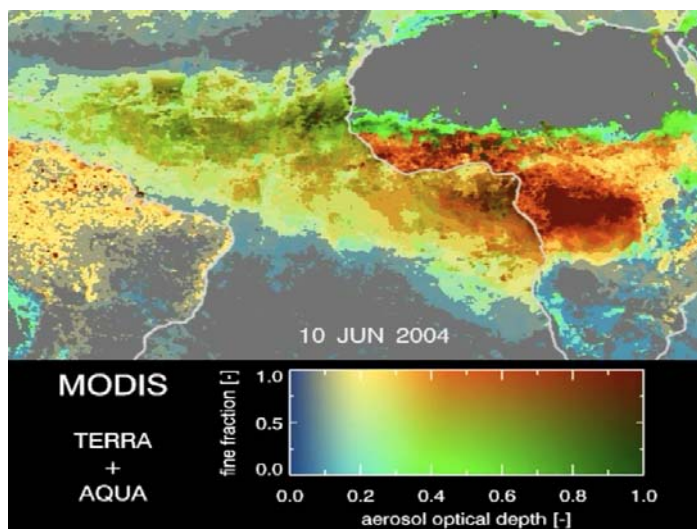 10 JUN 2004
MODIS
TERRA
+
AQUA
fine fraction [-]
1.0
0.5
0.0
0.0 0.2 0.4 0.6 0.8 1.0
aerosol optical depth [-]